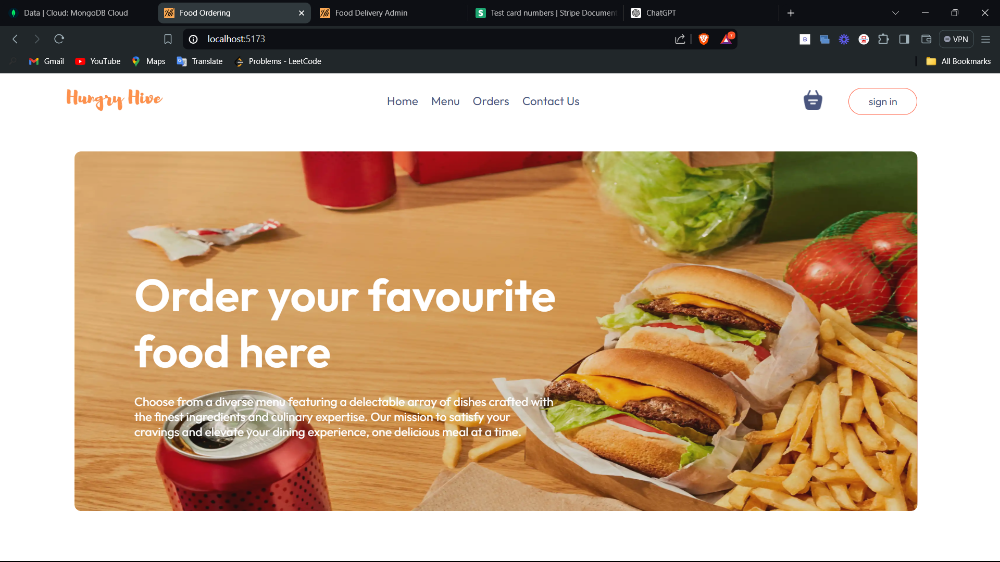 Data | Cloud: MongoDB Cloud
Food Ordering
Food Delivery Admin
Test card numbers | Stripe Document
ChatGPT
localhost:5173
7
B
VPN
Gmail
YouTube
Maps
Translate
Problems - LeetCode
All Bookmarks
Hungry Hive
Home
Menu
Orders
Contact Us
sign in
Order your favourite
food here
Choose from a diverse menu featuring a delectable array of dishes crafted with
the finest ingredients and culinary expertise. Our mission to satisfy your
cravings and elevate your dining experience, one delicious meal at a time.